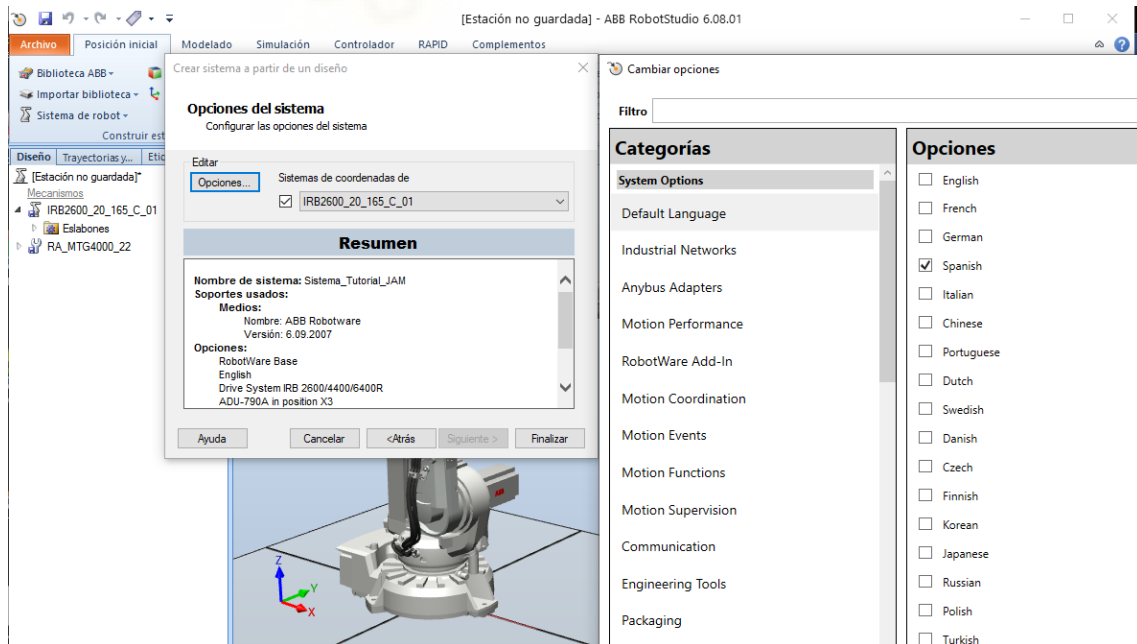 [Estación no guardada] - ABB RobotStudio 6.08.01
Archivo Posición inicial Modelado Simulación Controlador RAPID Complementos
Biblioteca ABB
Importar biblioteca
Sistema de robot
Construir est
Diseño Trayectorias y... Etic
[Estación no guardada]*
Mecanismos
IRB2600_20_165_C_01
Eslabones
RA_MTG4000_22
Crear sistema a partir de un diseño
Opciones del sistema
Configurar las opciones del sistema
Editar
Opciones...
Sistemas de coordenadas de
IRB2600_20_165_C_01
Resumen
Nombre de sistema: Sistema_Tutorial_JAM
Soportes usados:
Medios:
Nombre: ABB Robotware
Versión: 6.09.2007
Opciones:
RobotWare Base
English
Drive System IRB 2600/4400/6400R
ADU-790A in position X3
Ayuda Cancelar <Atrás Siguiente > Finalizar
Z
Y
X
ABB
Cambiar opciones
Filtro
Categorías
System Options
Default Language
Industrial Networks
Anybus Adapters
Motion Performance
RobotWare Add-In
Motion Coordination
Motion Events
Motion Functions
Motion Supervision
Communication
Engineering Tools
Packaging
Opciones
English
French
German
Spanish
Italian
Chinese
Portuguese
Dutch
Swedish
Danish
Czech
Finnish
Korean
Japanese
Russian
Polish
Turkish